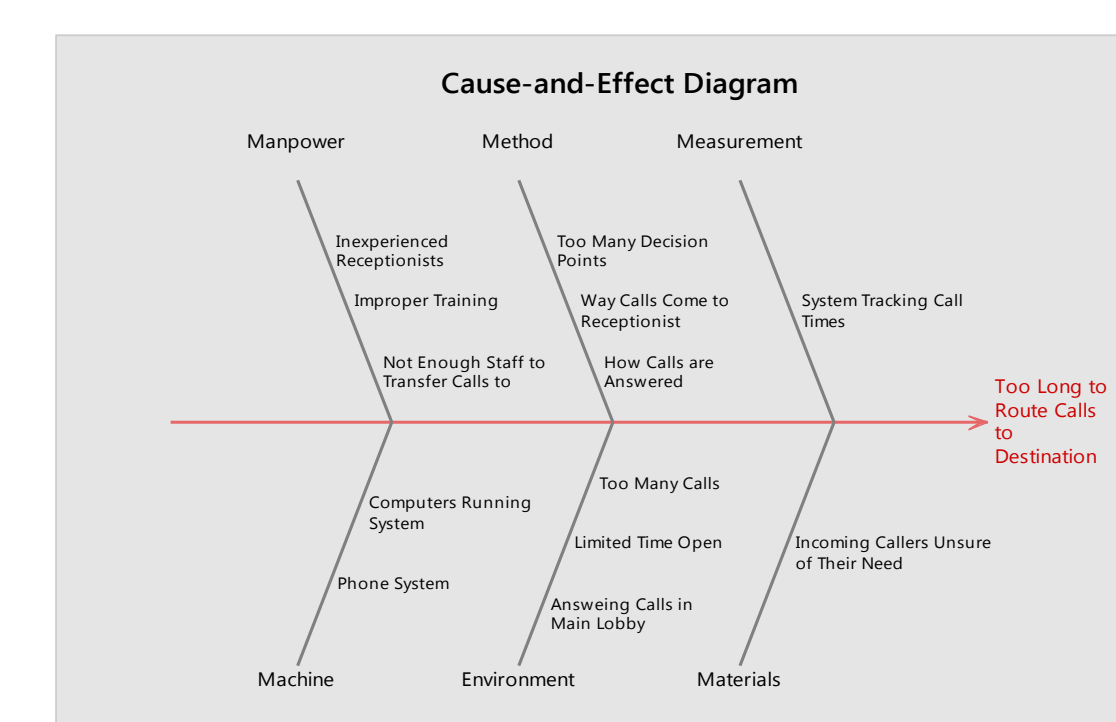 Cause-and-Effect Diagram
Manpower
Method
Measurement
Inexperienced
Receptionists
Improper Training
Not Enough Staff to
Transfer Calls to
Too Many Decision
Points
Way Calls Come to
Receptionist
How Calls are
Answered
System Tracking Call
Times
Too Long to
Route Calls
to
Destination
Computers Running
System
Phone System
Too Many Calls
Limited Time Open
Answeing Calls in
Main Lobby
Incoming Callers Unsure
of Their Need
Machine
Environment
Materials